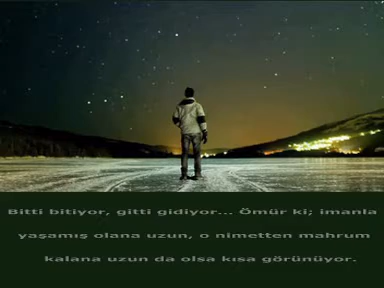 Bitti bitiyor, gitti gidiyor... Ömür ki; imanla
yaşamış olana uzun, o nimetten mahrum
kalana uzun da olsa kısa görünüyor.